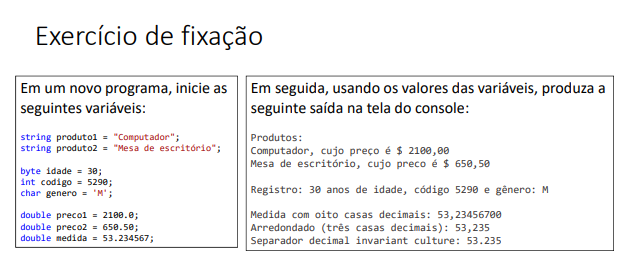 Exercício de fixação
Em um novo programa, inicie as
seguintes variáveis:
string produto1 = "Computador";
string produto2 = "Mesa de escritório";
byte idade = 30;
int codigo = 5290;
char genero = 'M';
double preco1 = 2100.0;
double preco2 = 650.50;
double medida = 53.234567;
Em seguida, usando os valores das variáveis, produza a
seguinte saída na tela do console:
Produtos:
Computador, cujo preço é $ 2100,00
Mesa de escritório, cujo preco é $ 650,50
Registro: 30 anos de idade, código 5290 e gênero: M
Medida com oito casas decimais: 53,23456700
Arredondado (três casas decimais): 53,235
Separador decimal invariant culture: 53.235